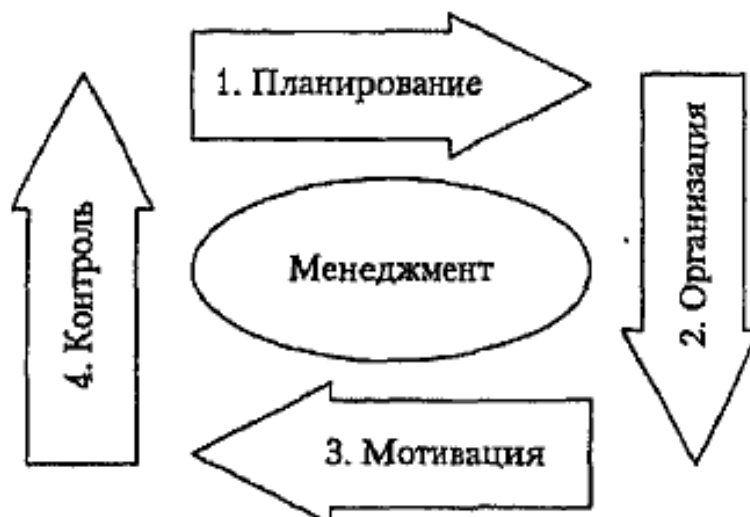 1. Планирование
2. Организация
Менеджмент
4. Контроль
3. Мотивация